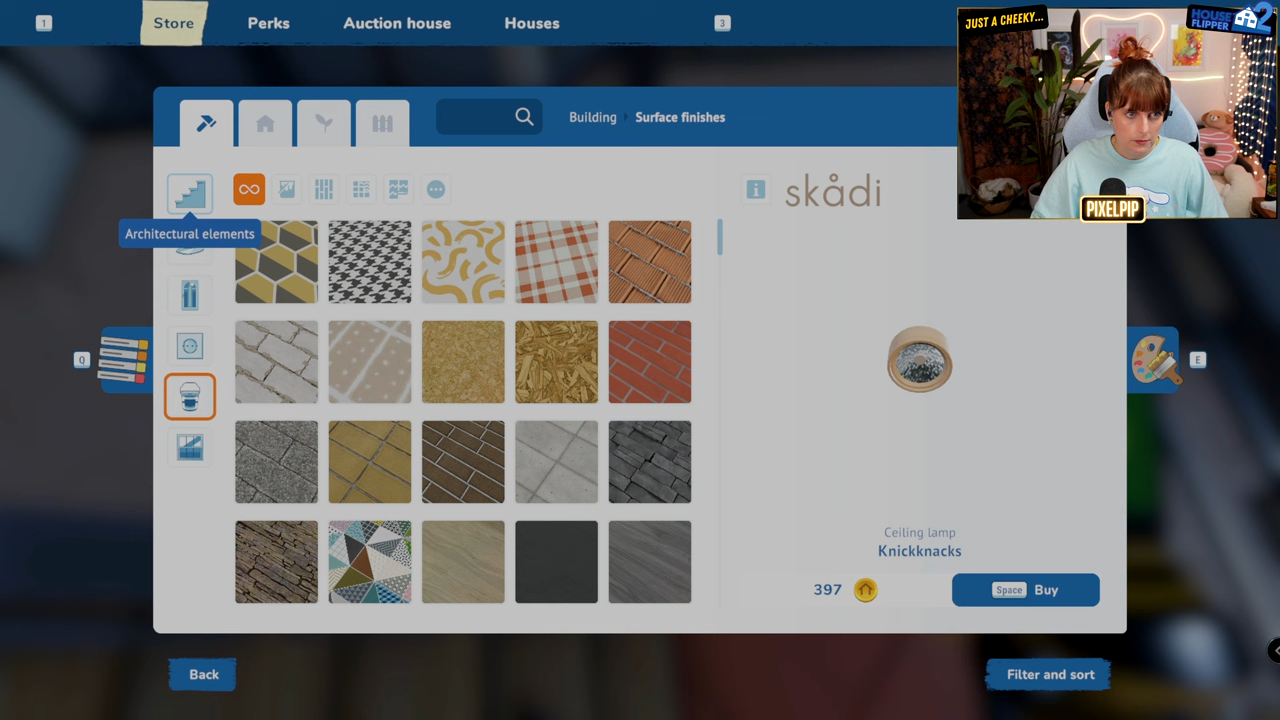 1
Store
Perks
Auction house
Houses
3
JUST A CHEEKY...
HOUSE
FLIPPER 2
PIXELPIP
Building
Surface finishes
Architectural elements
skådi
Q
E
Ceiling lamp
Knickknacks
397
Space
Buy
Back
Filter and sort